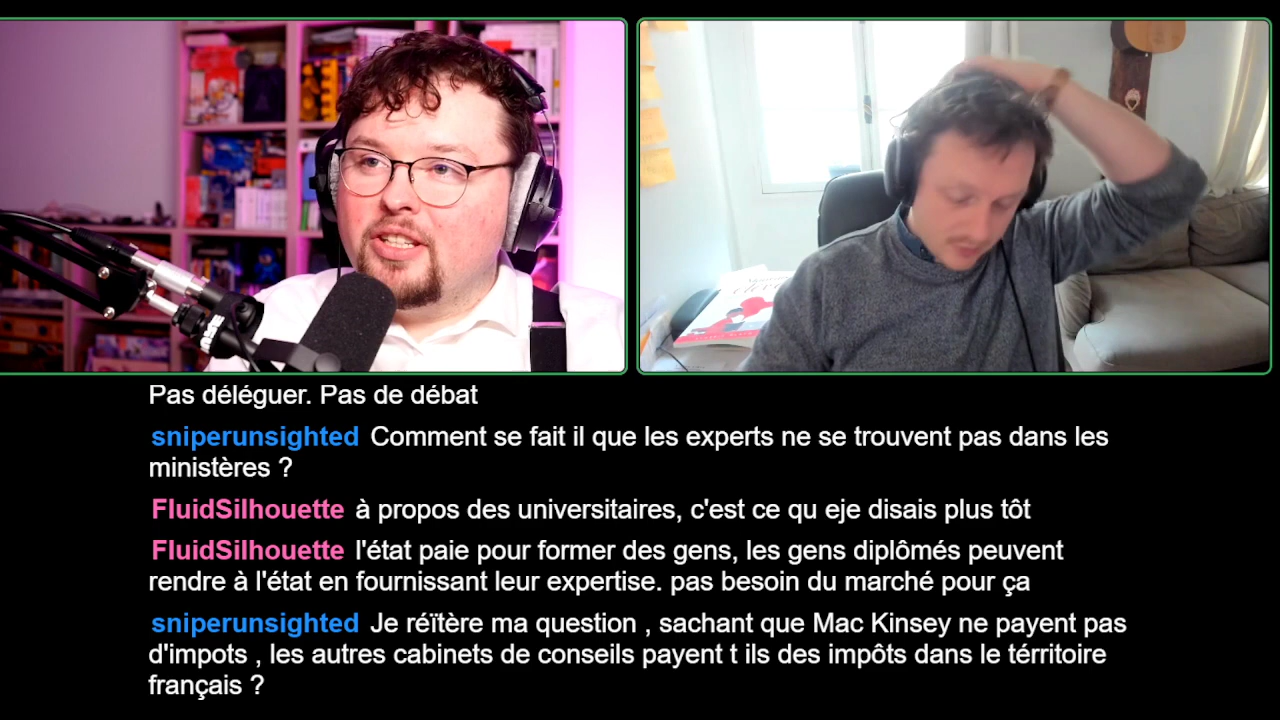 Pas déléguer. Pas de débat
sniperunsighted Comment se fait il que les experts ne se trouvent pas dans les
ministères ?
FluidSilhouette à propos des universitaires, c'est ce qu eje disais plus tôt
FluidSilhouette l'état paie pour former des gens, les gens diplômés peuvent
rendre à l'état en fournissant leur expertise. pas besoin du marché pour ça
sniperunsighted Je réïtère ma question , sachant que Mac Kinsey ne payent pas
d'impots , les autres cabinets de conseils payent t ils des impôts dans le térritoire
français ?